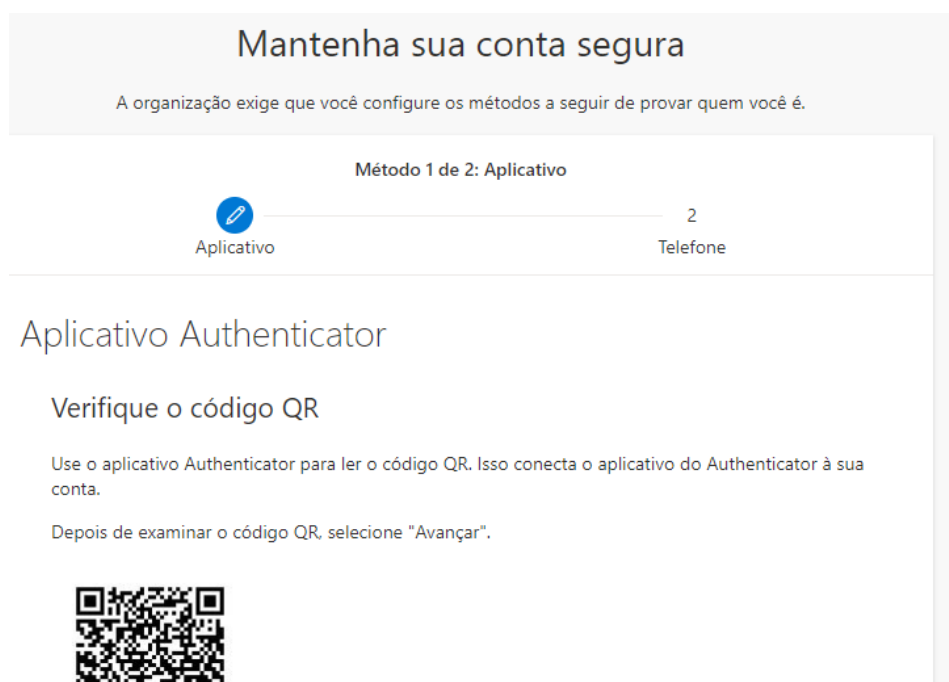 Mantenha sua conta segura
A organização exige que você configure os métodos a seguir de provar quem você é.
Método 1 de 2: Aplicativo
2
Aplicativo
Telefone
Aplicativo Authenticator
Verifique o código QR
Use o aplicativo Authenticator para ler o código QR. Isso conecta o aplicativo do Authenticator à sua
conta.
Depois de examinar o código QR, selecione "Avançar".